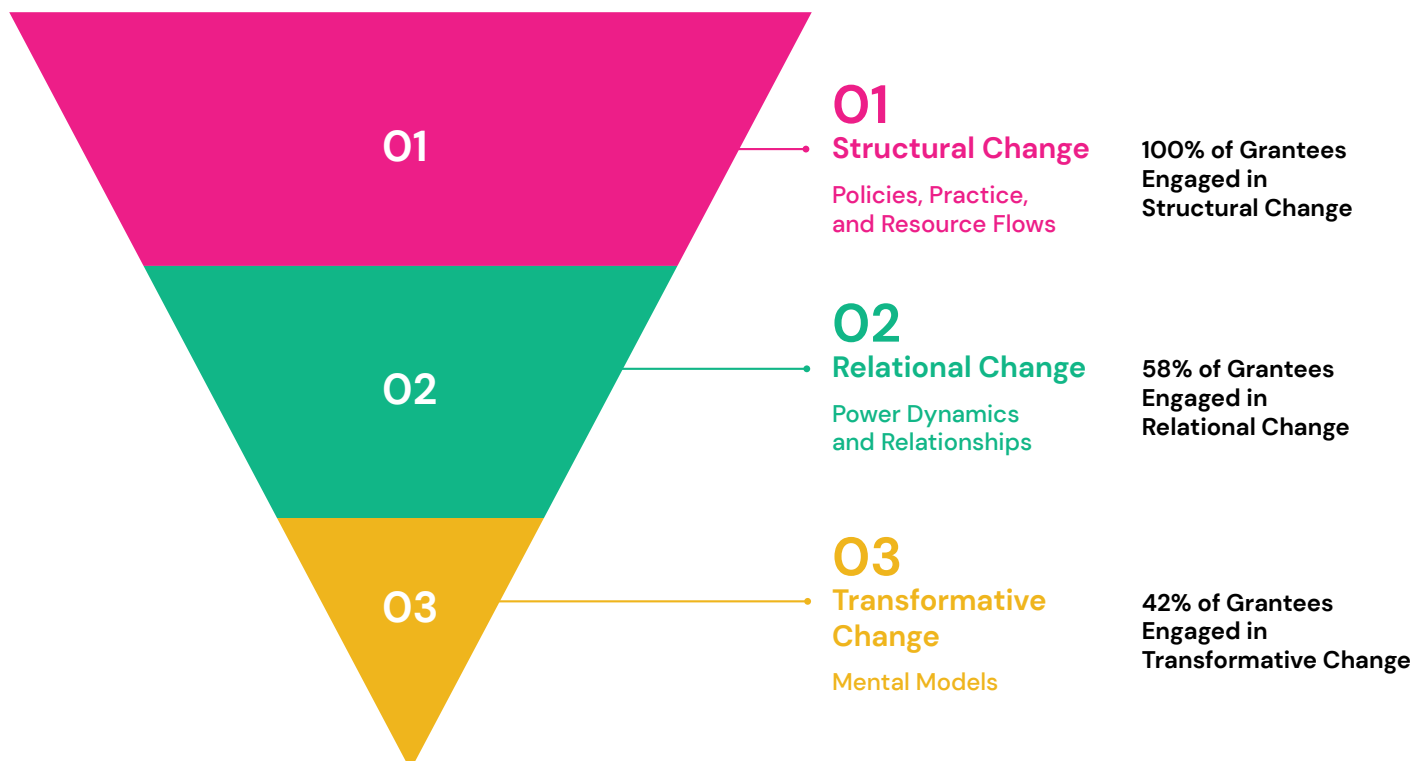 01
01
Structural Change
Policies, Practice,
and Resource Flows
100% of Grantees
Engaged in
Structural Change
02
02
Relational Change
Power Dynamics
and Relationships
58% of Grantees
Engaged in
Relational Change
03
03
Transformative
Change
Mental Models
42% of Grantees
Engaged in
Transformative Change